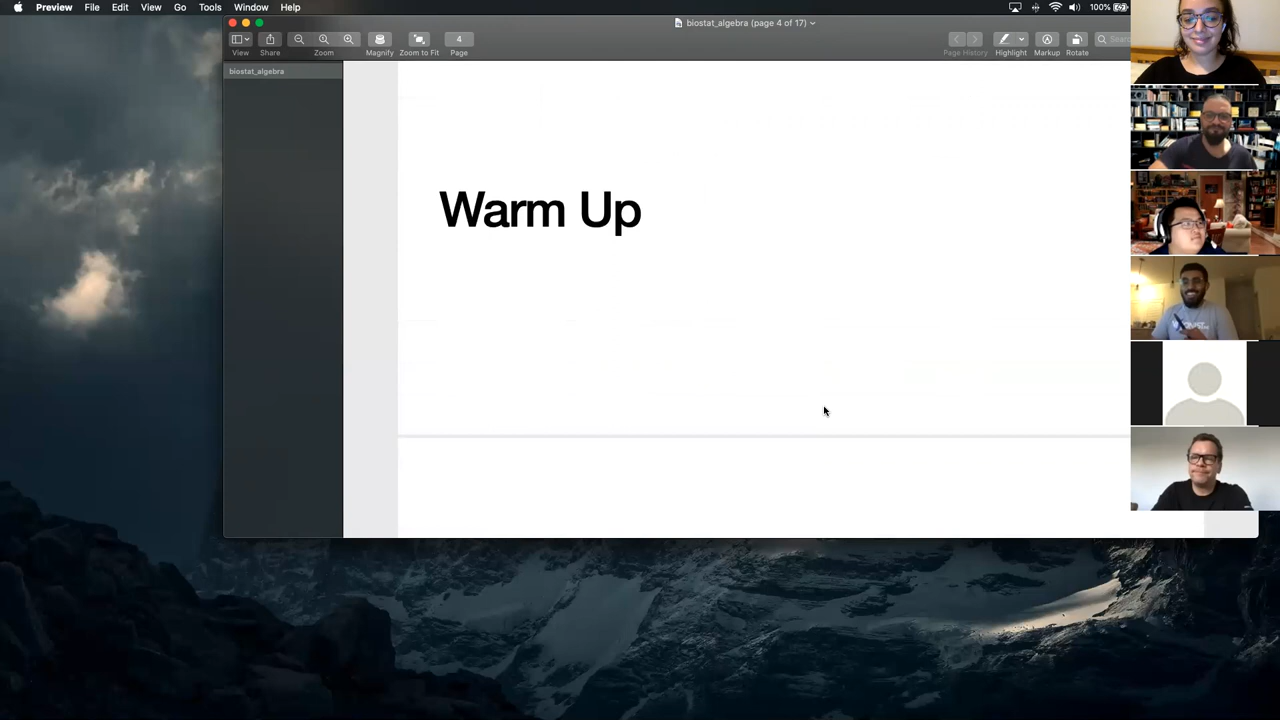 Preview File Edit View Go Tools Window Help 100%
biostat_algebra (page 4 of 17)
4
View Share Zoom Magnify Zoom to Fit Page Page History Highlight Markup Rotate
biostat_algebra
Warm Up